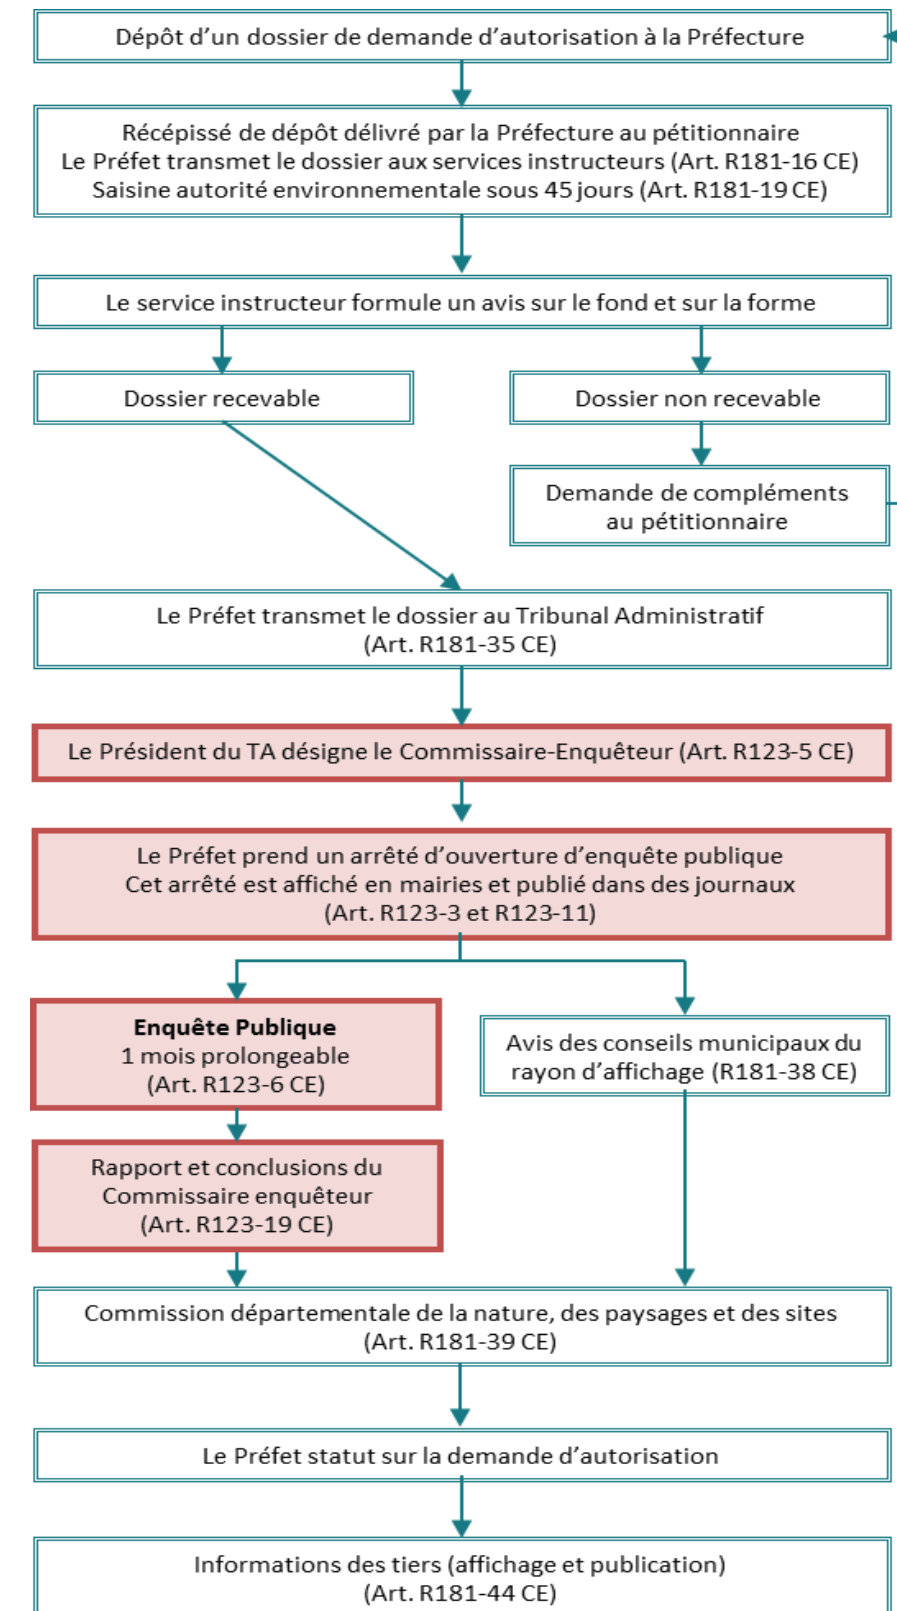 Dépôt d’un dossier de demande d’autorisation à la Préfecture
Récépissé de dépôt délivré par la Préfecture au pétitionnaire
Le Préfet transmet le dossier aux services instructeurs (Art. R181-16 CE)
Saisine autorité environnementale sous 45 jours (Art. R181-19 CE)
Le service instructeur formule un avis sur le fond et sur la forme
Dossier recevable
Dossier non recevable
Demande de compléments
au pétitionnaire
Le Préfet transmet le dossier au Tribunal Administratif
(Art. R181-35 CE)
Le Président du TA désigne le Commissaire-Enquêteur (Art. R123-5 CE)
Le Préfet prend un arrêté d’ouverture d’enquête publique
Cet arrêté est affiché en mairies et publié dans des journaux
(Art. R123-3 et R123-11)
Enquête Publique
1 mois prolongeable
(Art. R123-6 CE)
Avis des conseils municipaux du
rayon d’affichage (R181-38 CE)
Rapport et conclusions du
Commissaire enquêteur
(Art. R123-19 CE)
Commission départementale de la nature, des paysages et des sites
(Art. R181-39 CE)
Le Préfet statut sur la demande d’autorisation
Informations des tiers (affichage et publication)
(Art. R181-44 CE)